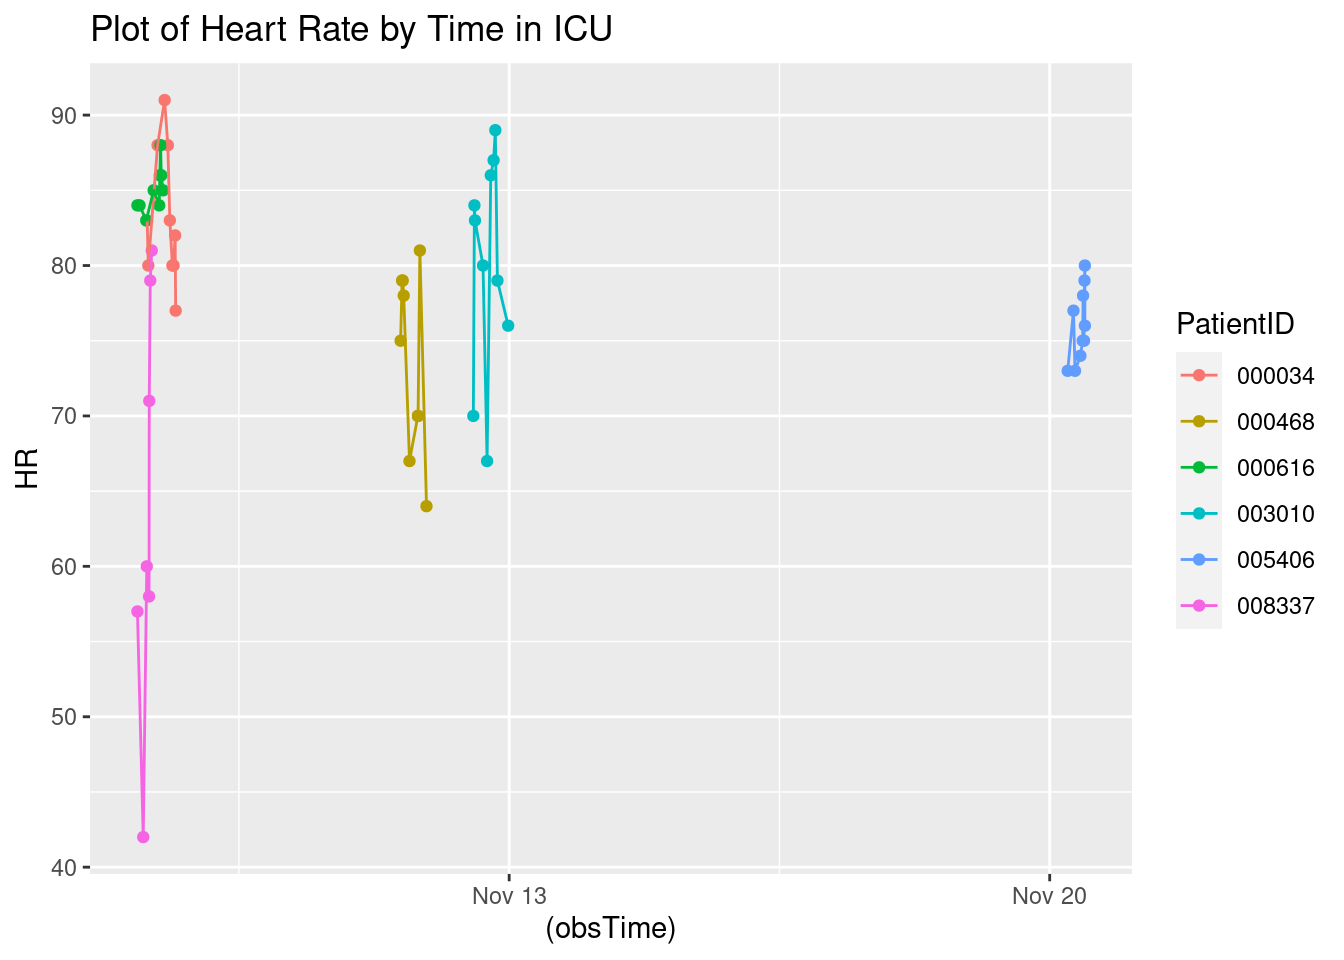 Plot of Heart Rate by Time in ICU
90
80
70
60
50
40
HR
Nov 13
Nov 20
(obsTime)
PatientID
000034
000468
000616
003010
005406
008337